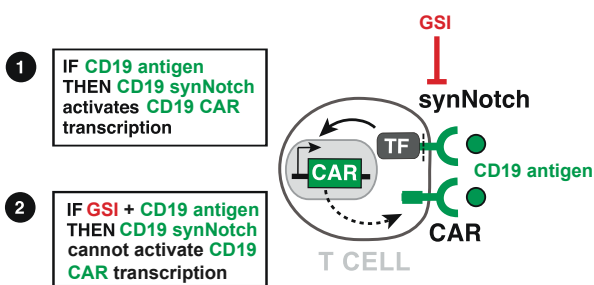 GSI
1
IF CD19 antigen
THEN CD19 synNotch
activates CD19 CAR
transcription
synNotch
TF
CAR
CD19 antigen
2
IF GSI + CD19 antigen
THEN CD19 synNotch
cannot activate CD19
CAR transcription
CAR
T CELL